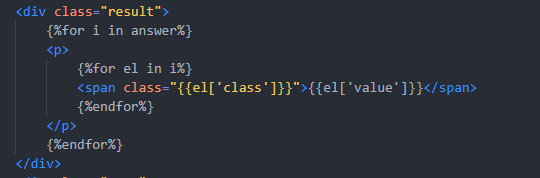 <div class="result">
{%for i in answer%}
<p>
{%for el in i%}
<span class="{{el['class']}}">{{el['value']}}</span>
{%endfor%}
</p>
{%endfor%}
</div>